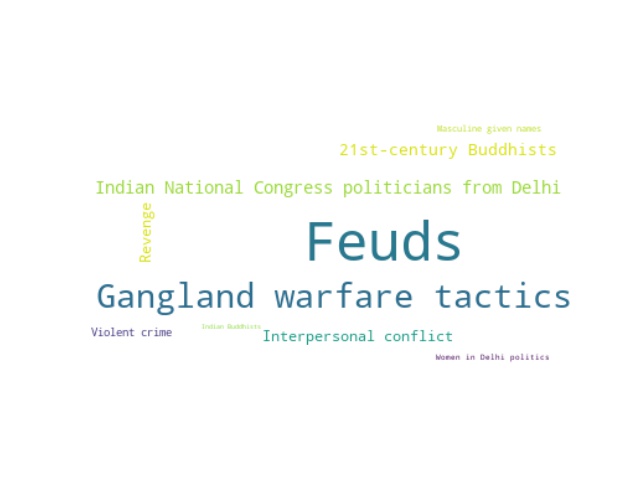 Masculine given names
21st-century Buddhists
Indian National Congress politicians from Delhi
Revenge
Feuds
Gangland warfare tactics
Indian Buddhists
Violent crime
Interpersonal conflict
Women in Delhi politics